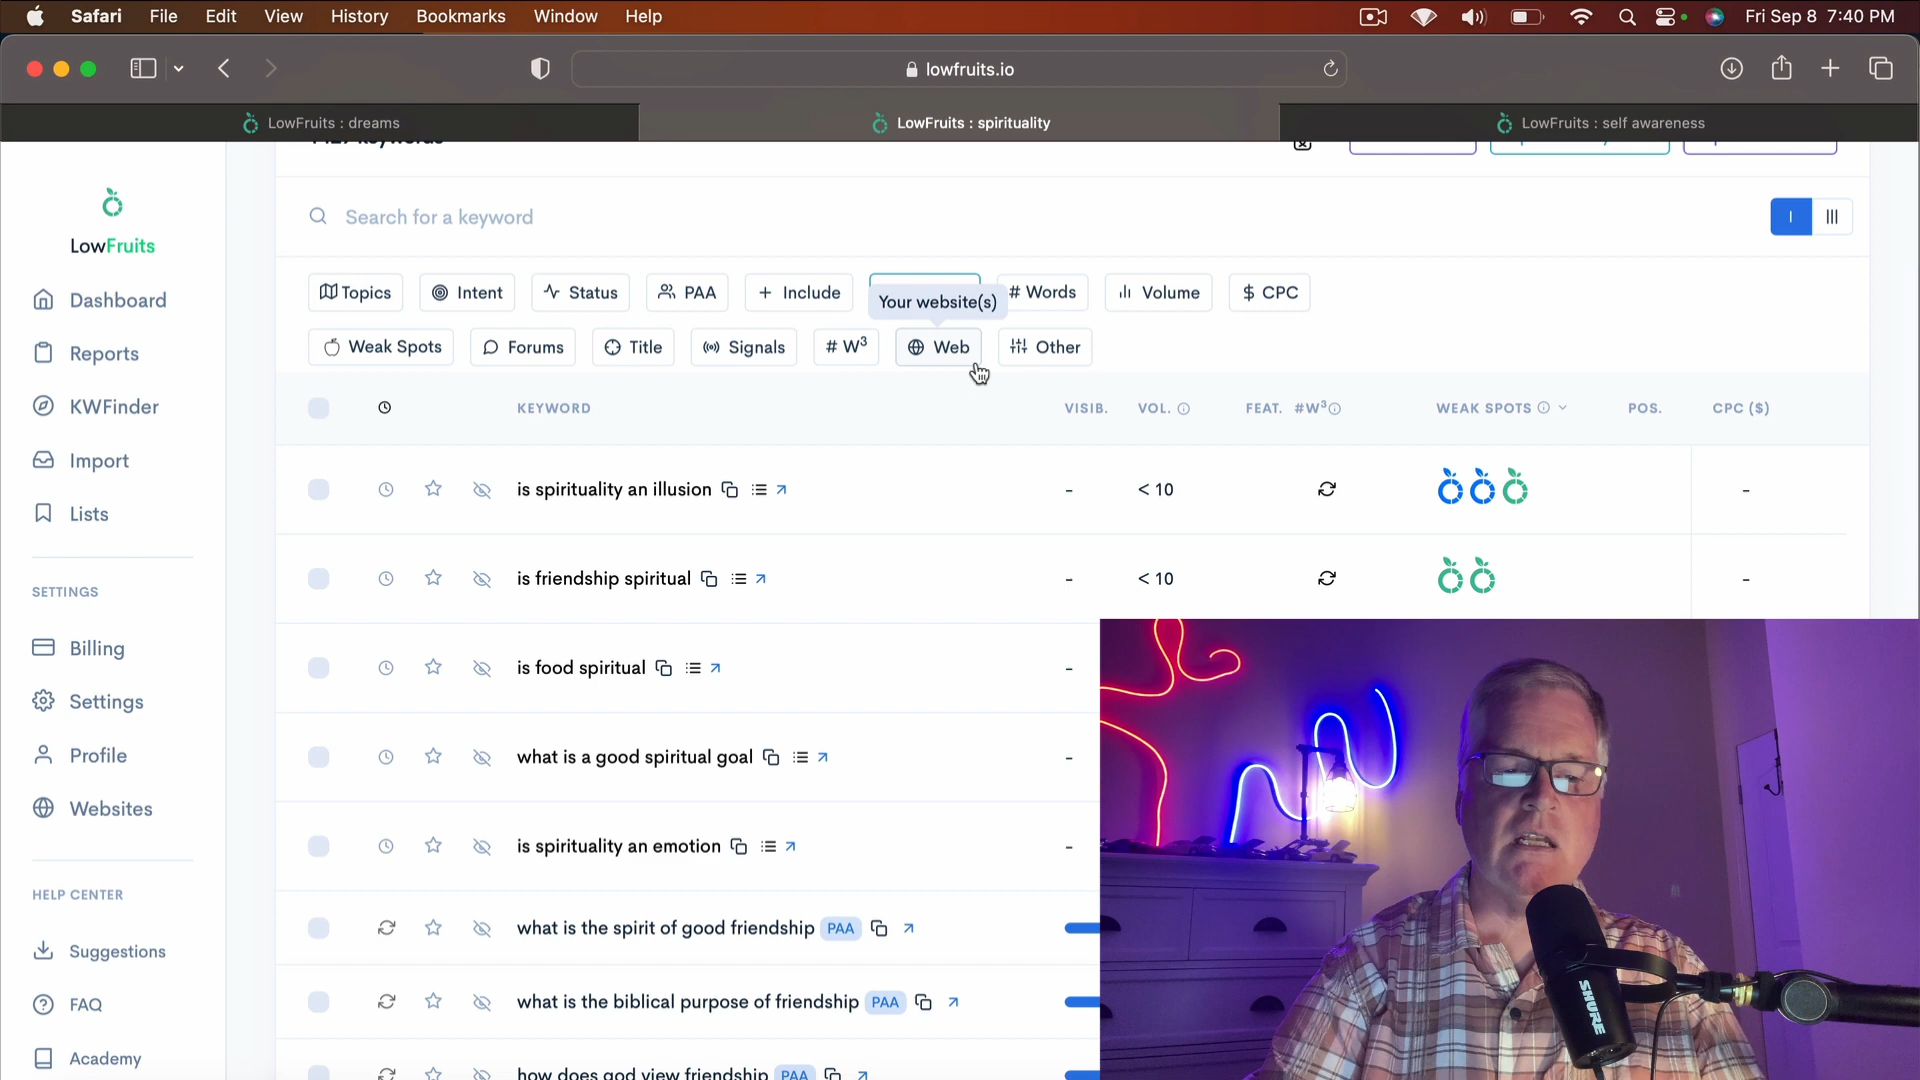 Safari File Edit View History Bookmarks Window Help Fri Sep 8 7:40 PM
lowfruits.io
LowFruits : dreams LowFruits : spirituality LowFruits : self awareness
keywords
LowFruits
Search for a keyword
Dashboard
Reports
KWFinder
Import
Lists
SETTINGS
Billing
Settings
Profile
Websites
HELP CENTER
Suggestions
FAQ
Academy
Topics Intent Status PAA + Include # Words Volume $ CPC
Your website(s)
Weak Spots Forums Title Signals # W³ Web Other
KEYWORD VISIB. VOL. FEAT. #W³ WEAK SPOTS POS. CPC ($)
is spirituality an illusion - < 10 -
is friendship spiritual - < 10 -
is food spiritual -
what is a good spiritual goal -
is spirituality an emotion -
what is the spirit of good friendship PAA
what is the biblical purpose of friendship PAA
how does god view friendship PAA
SHURE